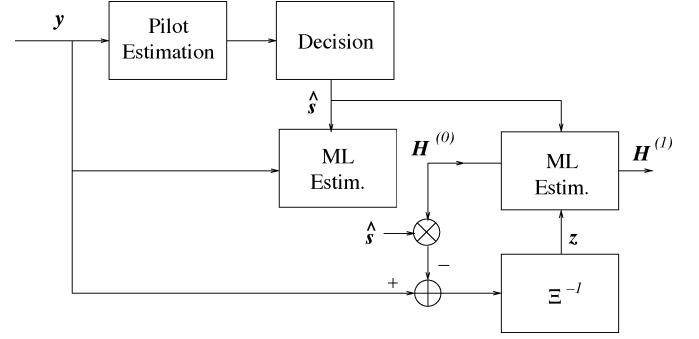 y
Pilot
Estimation
Decision
ŝ
ML
Estim.
H (0)
ML
Estim.
H (1)
ŝ
−
z
+
Ξ −1